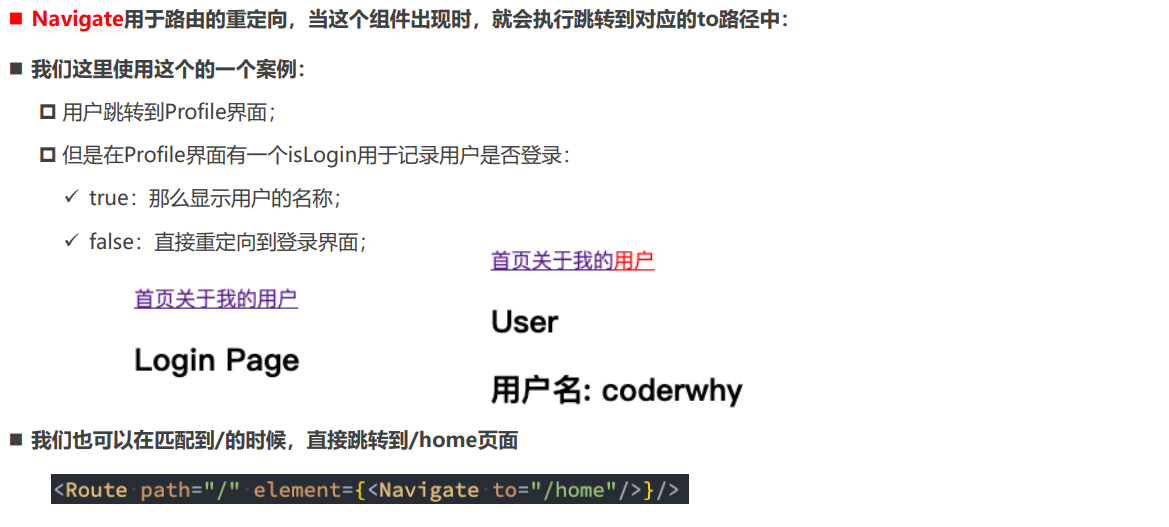 Navigate用于路由的重定向，当这个组件出现时，就会执行跳转到对应的to路径中：
我们这里使用这个的一个案例：
用户跳转到Profile界面；
但是在Profile界面有一个isLogin用于记录用户是否登录：
true：那么显示用户的名称；
false：直接重定向到登录界面；
首页关于我的用户
Login Page
首页关于我的用户
User
用户名: coderwhy
我们也可以在匹配到/的时候，直接跳转到/home页面
<Route path="/" element={<Navigate to="/home"/>}/>